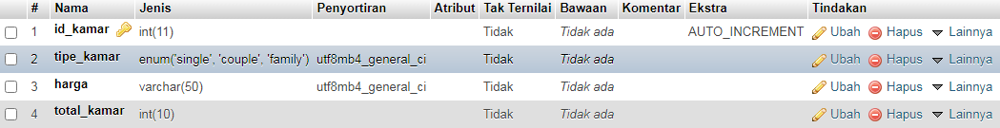 # Nama Jenis Penyortiran Atribut Tak Ternilai Bawaan Komentar Ekstra Tindakan
1 id_kamar int(11) Tidak Tidak ada AUTO_INCREMENT Ubah Hapus Lainnya
2 tipe_kamar enum('single', 'couple', 'family') utf8mb4_general_ci Tidak Tidak ada Ubah Hapus Lainnya
3 harga varchar(50) utf8mb4_general_ci Tidak Tidak ada Ubah Hapus Lainnya
4 total_kamar int(10) Tidak Tidak ada Ubah Hapus Lainnya